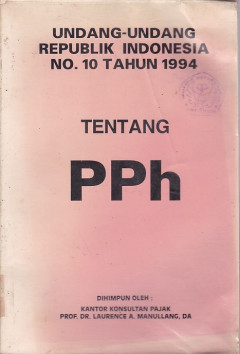 UNDANG-UNDANG
REPUBLIK INDONESIA
NO. 10 TAHUN 1994
TENTANG
PPh
DIHIMPUN OLEH :
KANTOR KONSULTAN PAJAK
PROF. DR. LAURENCE A. MANULLANG, DA